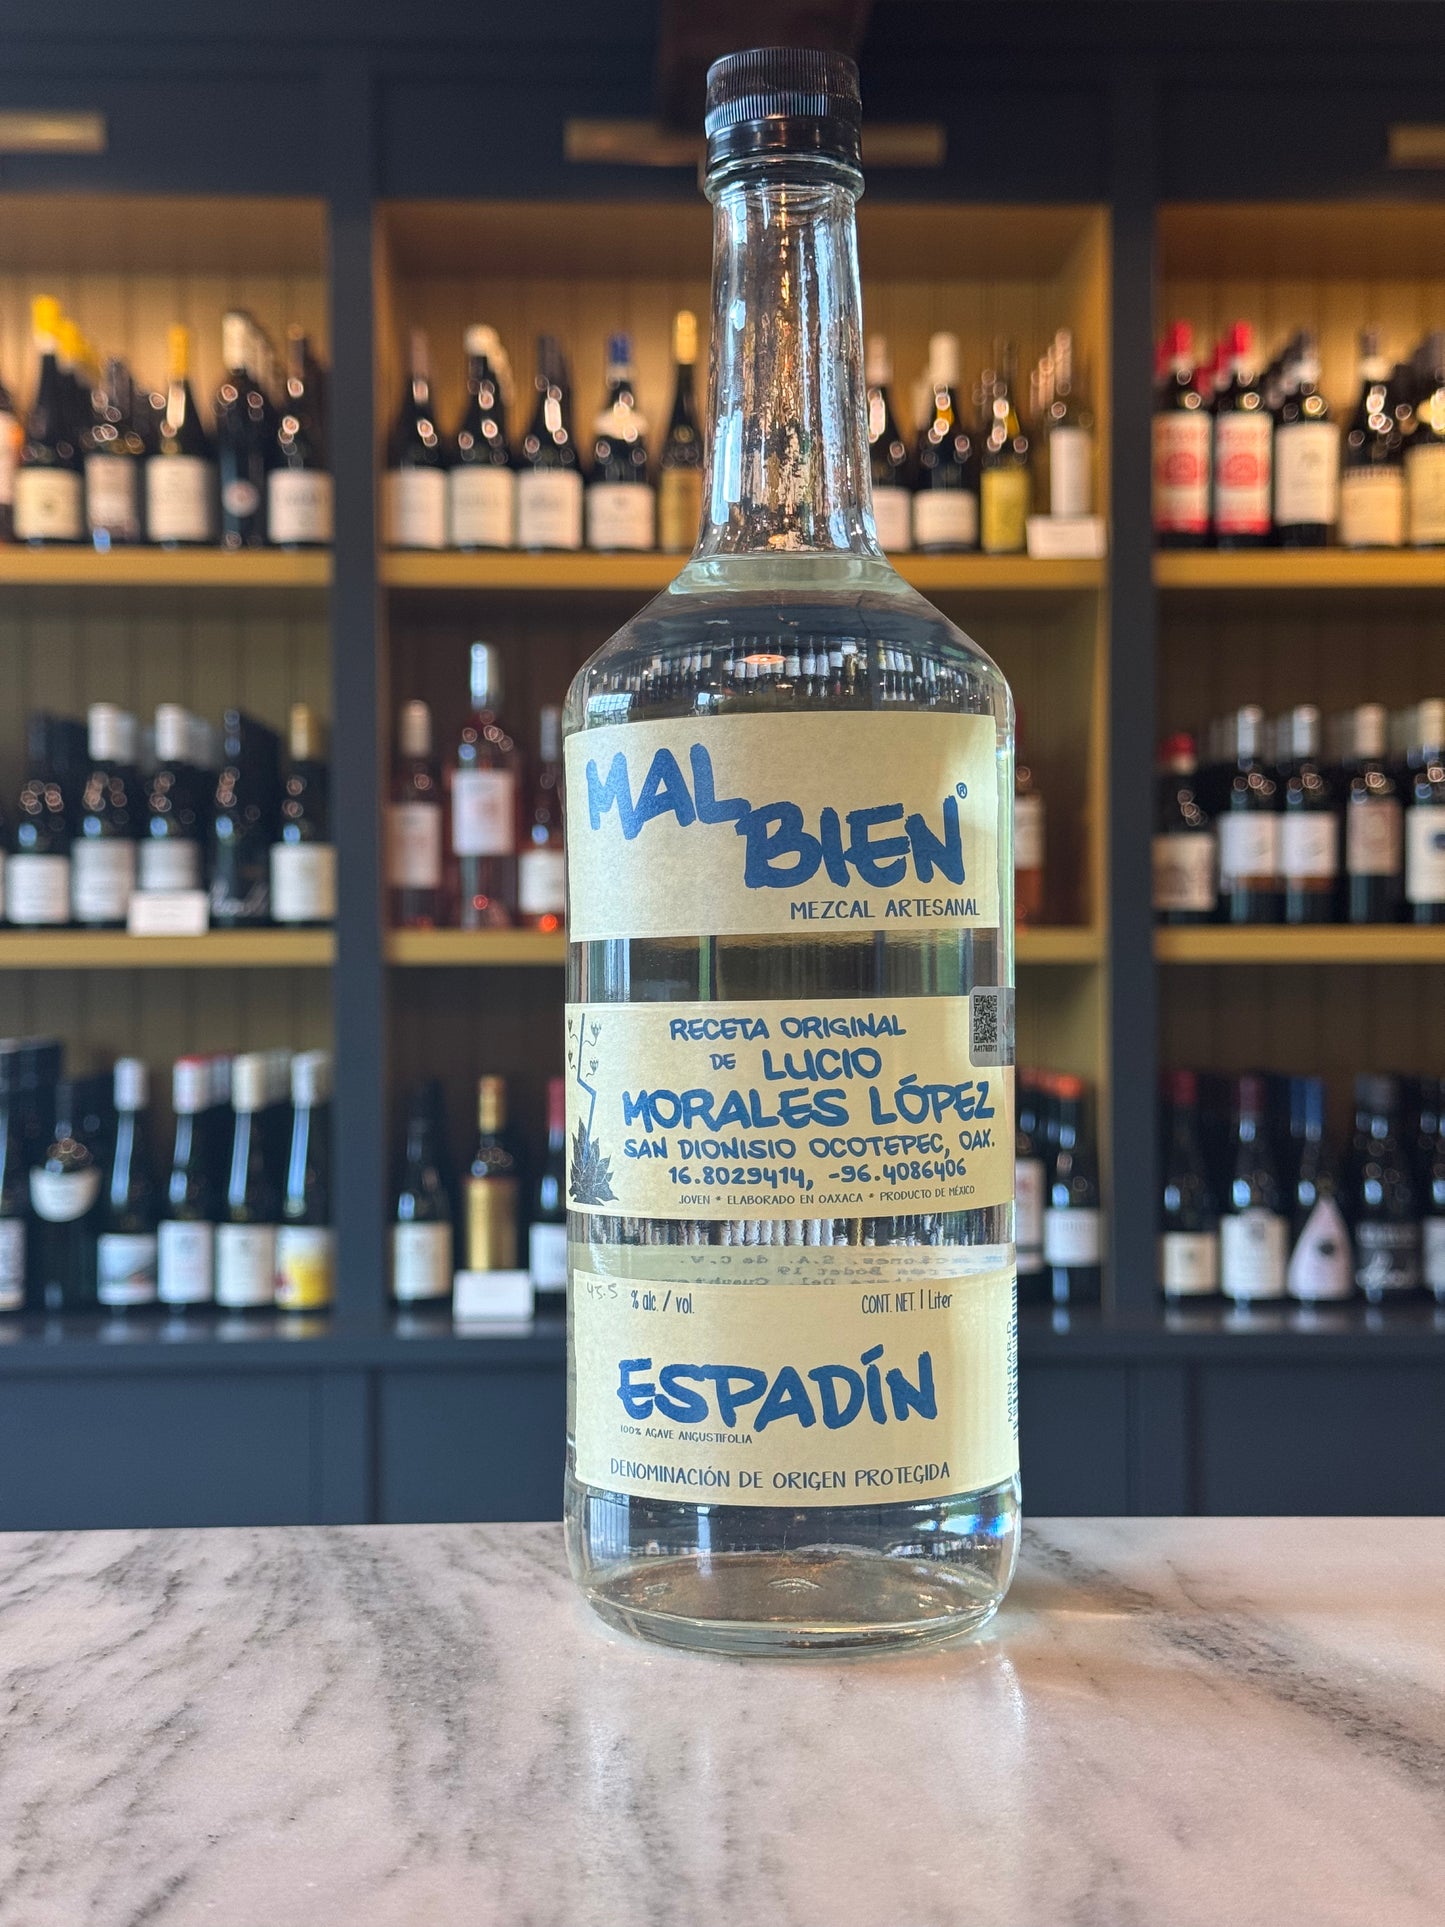 MAL
BIEN®
MEZCAL ARTESANAL
RECETA ORIGINAL
DE LUCIO
MORALES LÓPEZ
SAN DIONISIO OCOTEPEC, OAX.
16.8029414, -96.4086406
JOVEN * ELABORADO EN OAXACA * PRODUCTO DE MÉXICO
45.5 % alc. / vol.
CONT. NET. 1 Liter
ESPADÍN
100% AGAVE ANGUSTIFOLIA
DENOMINACIÓN DE ORIGEN PROTEGIDA